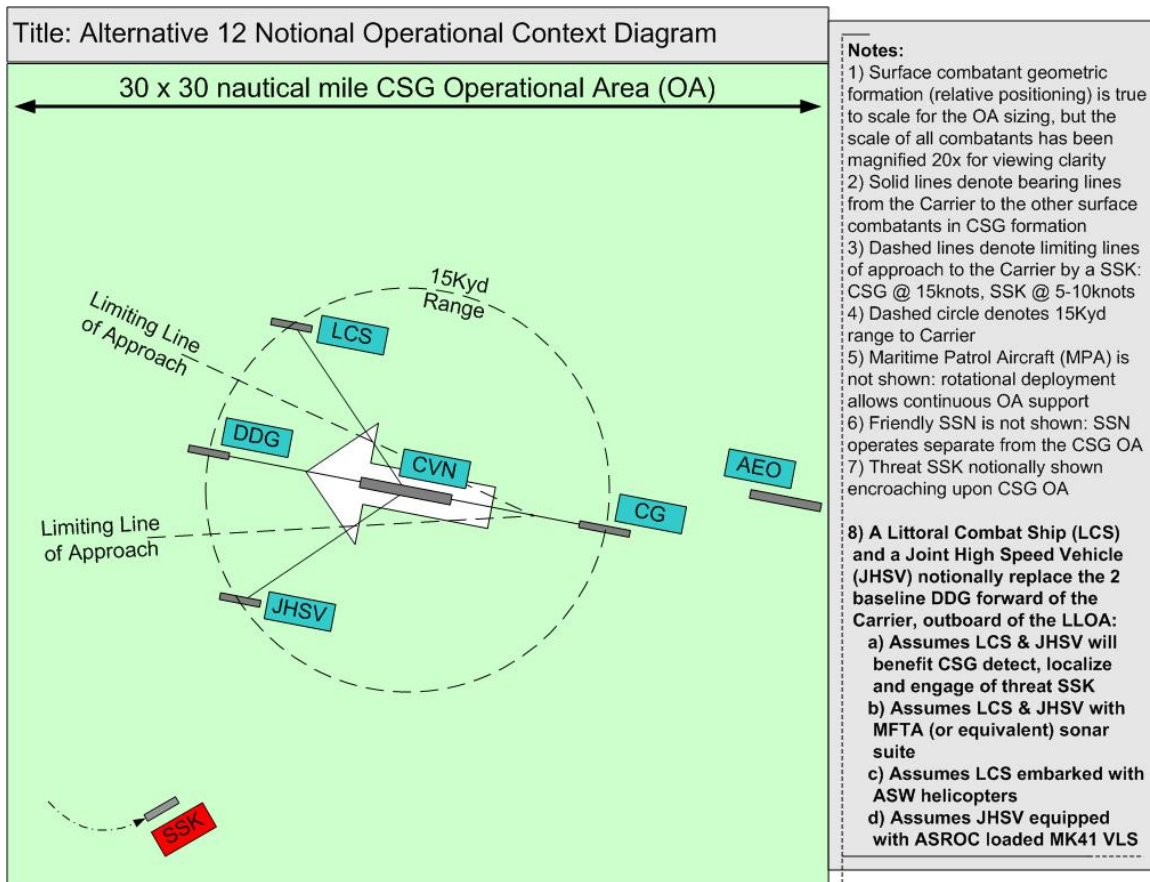 Title: Alternative 12 Notional Operational Context Diagram
30 x 30 nautical mile CSG Operational Area (OA)
15Kyd
Range
Limiting Line
of Approach
LCS
DDG
CVN
AEO
CG
Limiting Line
of Approach
JHSV
SSK
Notes:
1) Surface combatant geometric
formation (relative positioning) is true
to scale for the OA sizing, but the
scale of all combatants has been
magnified 20x for viewing clarity
2) Solid lines denote bearing lines
from the Carrier to the other surface
combatants in CSG formation
3) Dashed lines denote limiting lines
of approach to the Carrier by a SSK:
CSG @ 15knots, SSK @ 5-10knots
4) Dashed circle denotes 15Kyd
range to Carrier
5) Maritime Patrol Aircraft (MPA) is
not shown: rotational deployment
allows continuous OA support
6) Friendly SSN is not shown: SSN
operates separate from the CSG OA
7) Threat SSK notionally shown
encroaching upon CSG OA
8) A Littoral Combat Ship (LCS)
and a Joint High Speed Vehicle
(JHSV) notionally replace the 2
baseline DDG forward of the
Carrier, outboard of the LLOA:
a) Assumes LCS & JHSV will
benefit CSG detect, localize
and engage of threat SSK
b) Assumes LCS & JHSV with
MFTA (or equivalent) sonar
suite
c) Assumes LCS embarked with
ASW helicopters
d) Assumes JHSV equipped
with ASROC loaded MK41 VLS